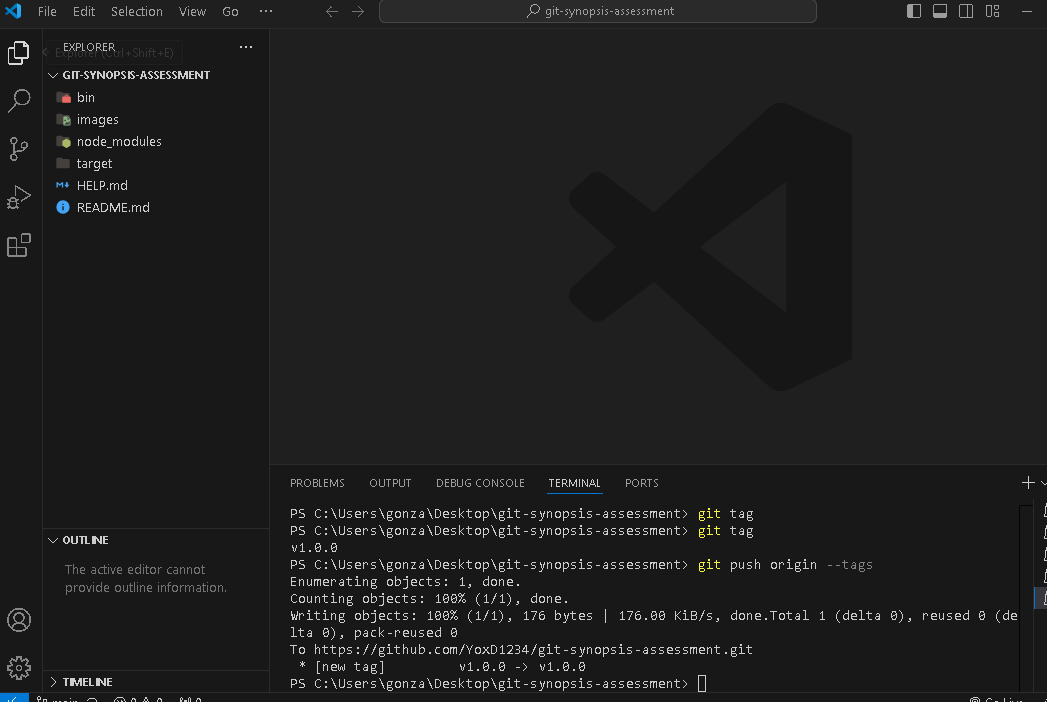 File Edit Selection View Go ···
git-synopsis-assessment
EXPLORER
Explorer (Ctrl+Shift+E)
GIT-SYNOPSIS-ASSESSMENT
bin
images
node_modules
target
HELP.md
README.md
OUTLINE
The active editor cannot
provide outline information.
TIMELINE
PROBLEMS OUTPUT DEBUG CONSOLE TERMINAL PORTS
PS C:\Users\gonza\Desktop\git-synopsis-assessment> git tag
PS C:\Users\gonza\Desktop\git-synopsis-assessment> git tag
v1.0.0
PS C:\Users\gonza\Desktop\git-synopsis-assessment> git push origin --tags
Enumerating objects: 1, done.
Counting objects: 100% (1/1), done.
Writing objects: 100% (1/1), 176 bytes | 176.00 KiB/s, done.Total 1 (delta 0), reused 0 (de
lta 0), pack-reused 0
To https://github.com/YoxD1234/git-synopsis-assessment.git
 * [new tag]         v1.0.0 -> v1.0.0
PS C:\Users\gonza\Desktop\git-synopsis-assessment>